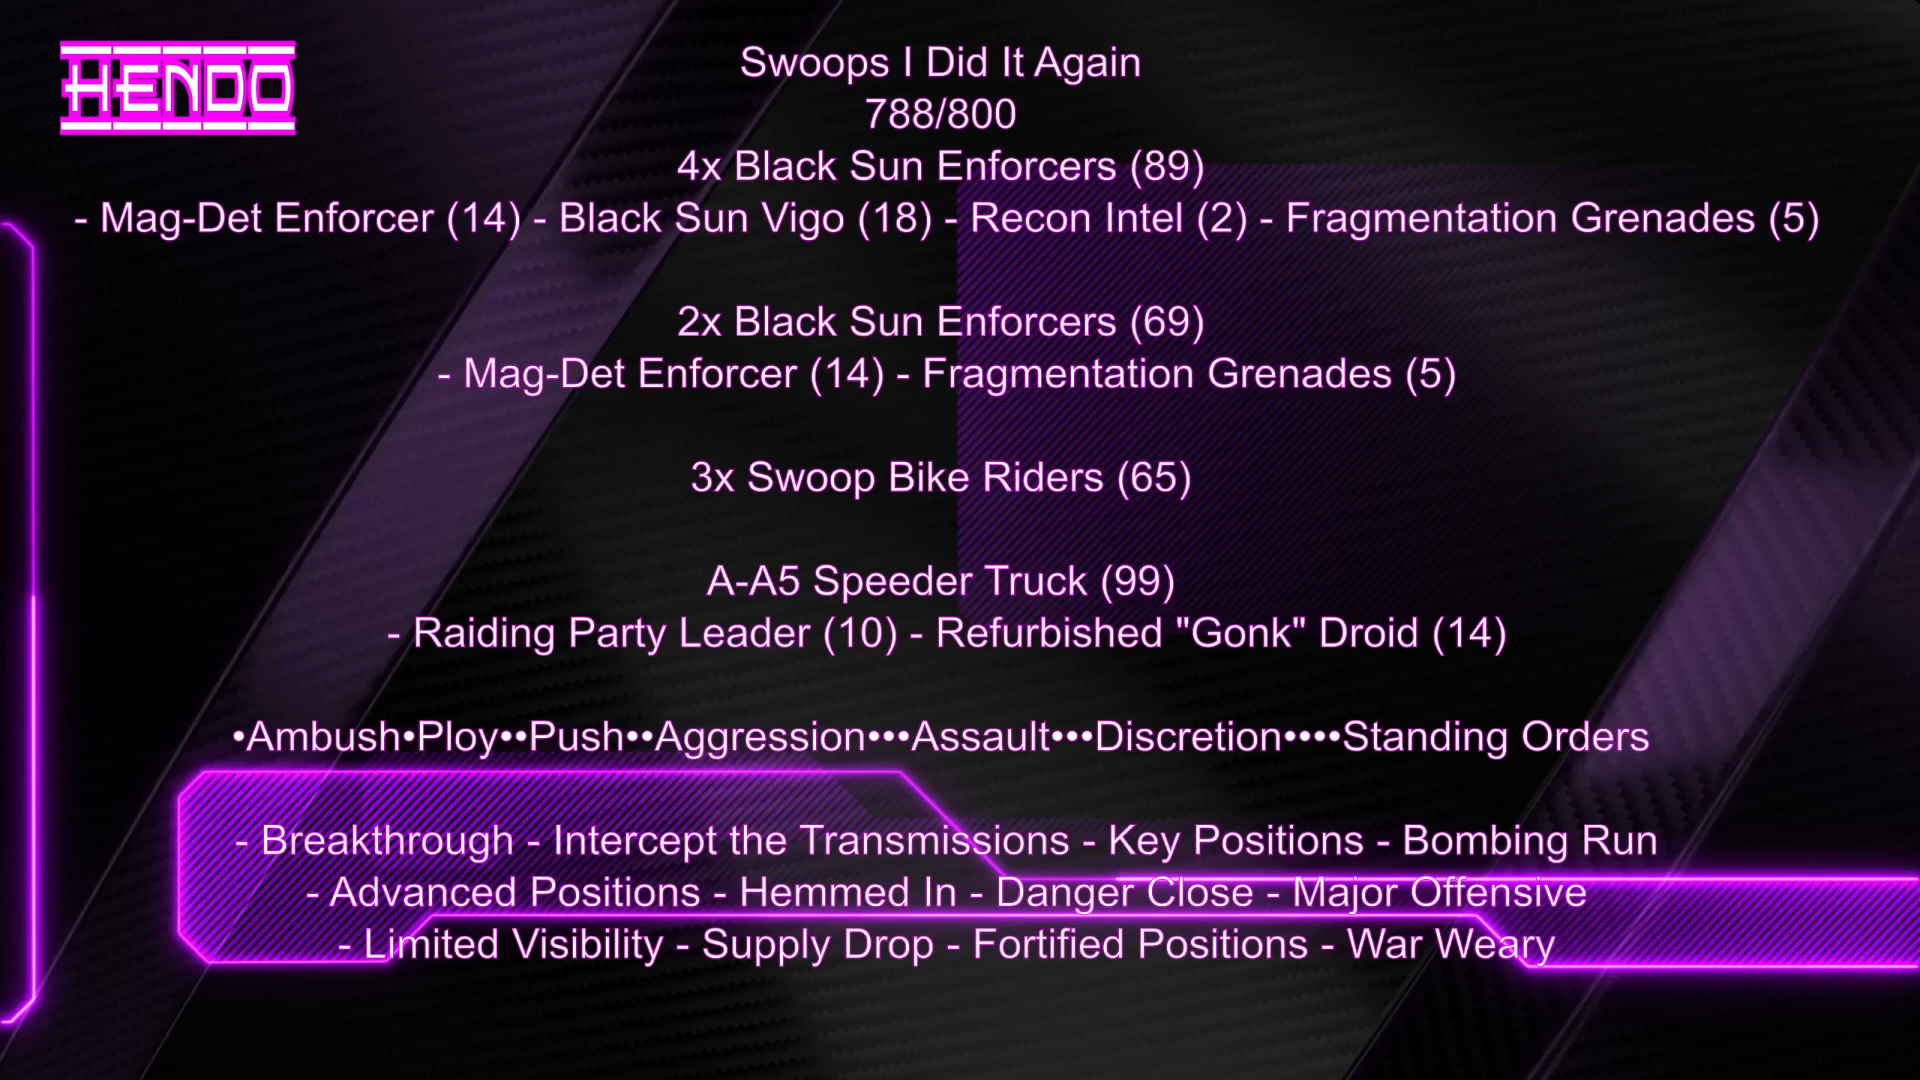 HENDO
Swoops I Did It Again
788/800
4x Black Sun Enforcers (89)
- Mag-Det Enforcer (14) - Black Sun Vigo (18) - Recon Intel (2) - Fragmentation Grenades (5)
2x Black Sun Enforcers (69)
- Mag-Det Enforcer (14) - Fragmentation Grenades (5)
3x Swoop Bike Riders (65)
A-A5 Speeder Truck (99)
- Raiding Party Leader (10) - Refurbished "Gonk" Droid (14)
•Ambush•Ploy••Push••Aggression•••Assault•••Discretion••••Standing Orders
- Breakthrough - Intercept the Transmissions - Key Positions - Bombing Run
- Advanced Positions - Hemmed In - Danger Close - Major Offensive
- Limited Visibility - Supply Drop - Fortified Positions - War Weary